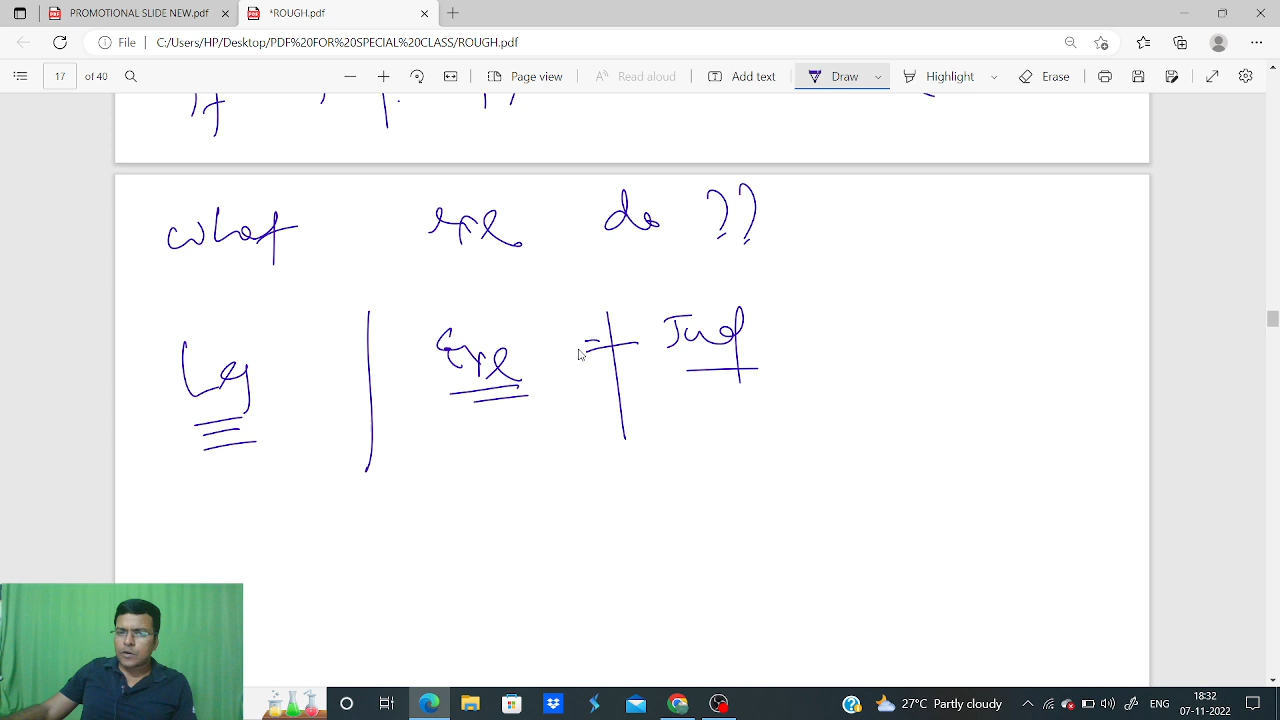 PROMOTIONAL SLIDE NEW.pdf *ROUGH.pdf
File C:/Users/HP/Desktop/PDF%20FOR%20SPECIAL%20CLASS/ROUGH.pdf
17 of 40 Page view Read aloud Add text Draw Highlight Erase
what exe do ??
Leg Exe Jud
27°C Partly cloudy ENG 18:32
07-11-2022